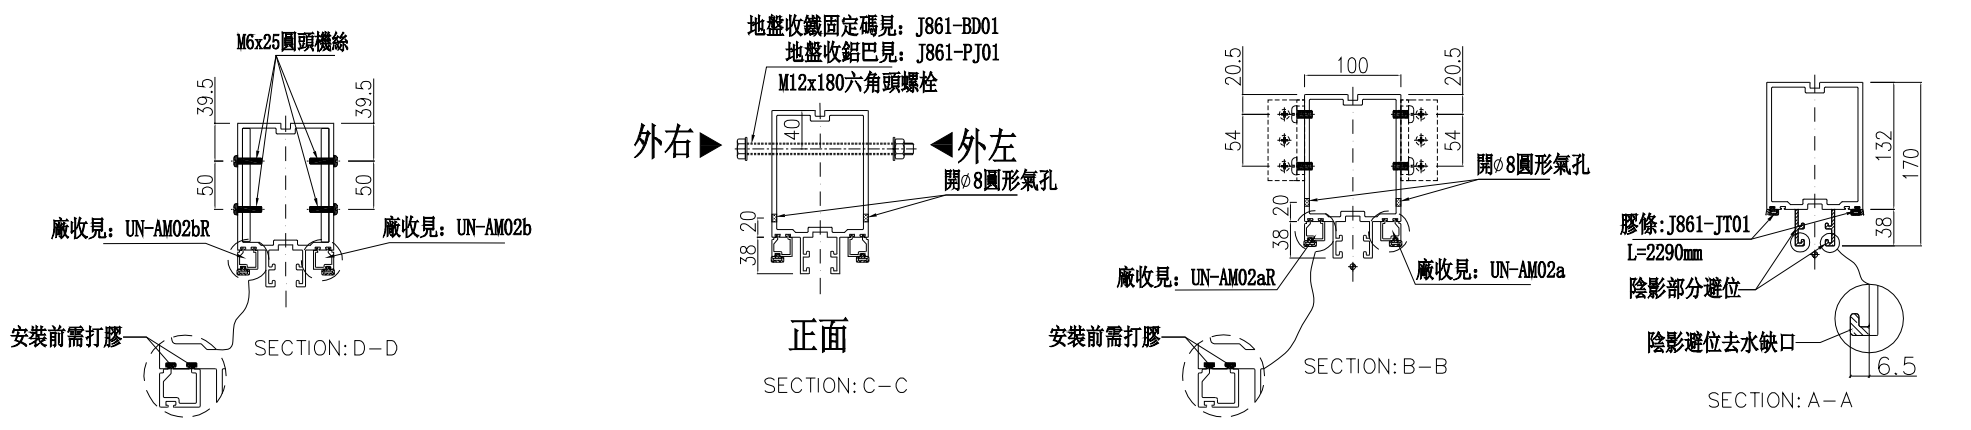 M6x25圓頭機絲
39.5
39.5
50
50
廠收見: UN-AM02bR
廠收見: UN-AM02b
安裝前需打膠
SECTION:D-D
地盤收鐵固定碼見: J861-BD01
地盤收鋁巴見: J861-PJ01
M12x180六角頭螺栓
40
外右
外左
開Ø8圓形氣孔
20
38
正面
SECTION:C-C
20.5
100
20.5
54
54
開Ø8圓形氣孔
20
38
廠收見: UN-AM02aR
廠收見: UN-AM02a
安裝前需打膠
SECTION:B-B
132
170
38
膠條:J861-JT01
L=2290mm
陰影部分避位
陰影避位去水缺口
6.5
SECTION:A-A